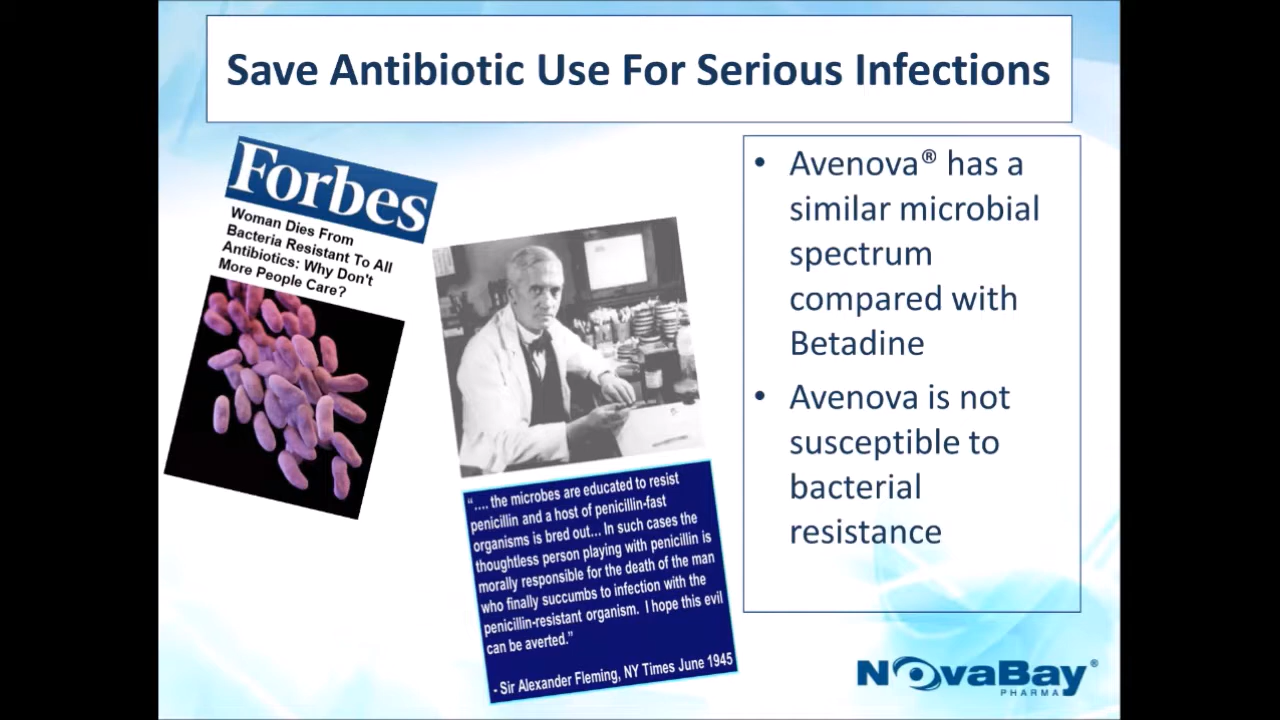 Save Antibiotic Use For Serious Infections
Forbes
Woman Dies From
Bacteria Resistant To All
Antibiotics: Why Don't
More People Care?
“.... the microbes are educated to resist
penicillin and a host of penicillin-fast
organisms is bred out... In such cases the
thoughtless person playing with penicillin is
morally responsible for the death of the man
who finally succumbs to infection with the
penicillin-resistant organism. I hope this evil
can be averted.”
- Sir Alexander Fleming, NY Times June 1945
• Avenova® has a
similar microbial
spectrum
compared with
Betadine
• Avenova is not
susceptible to
bacterial
resistance
NovaBay®
PHARMA